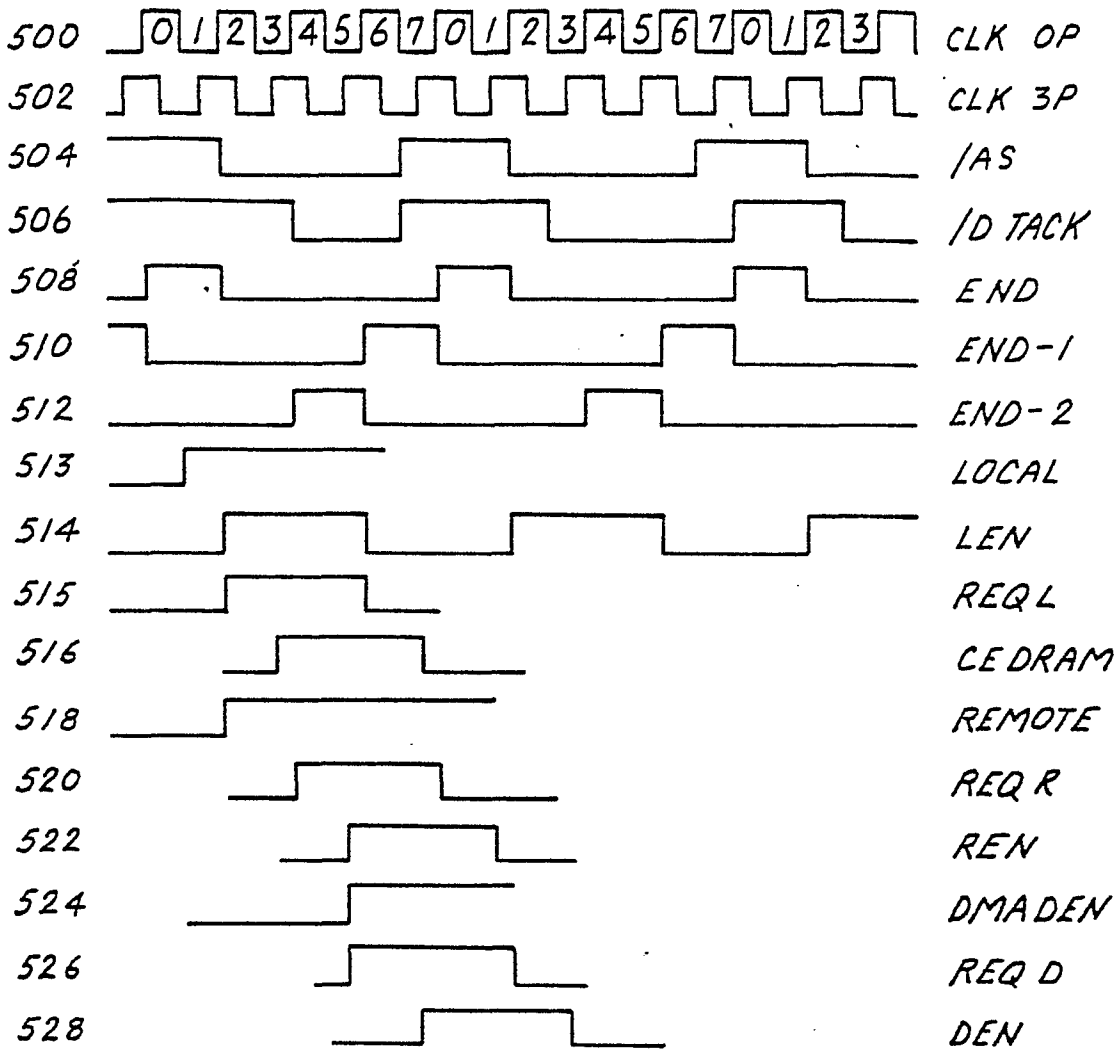 500 0 1 2 3 4 5 6 7 0 1 2 3 4 5 6 7 0 1 2 3 CLK 0P
502 CLK 3P
504 /AS
506 /D TACK
508 END
510 END-1
512 END-2
513 LOCAL
514 LEN
515 REQ L
516 CEDRAM
518 REMOTE
520 REQ R
522 REN
524 DMADEN
526 REQ D
528 DEN